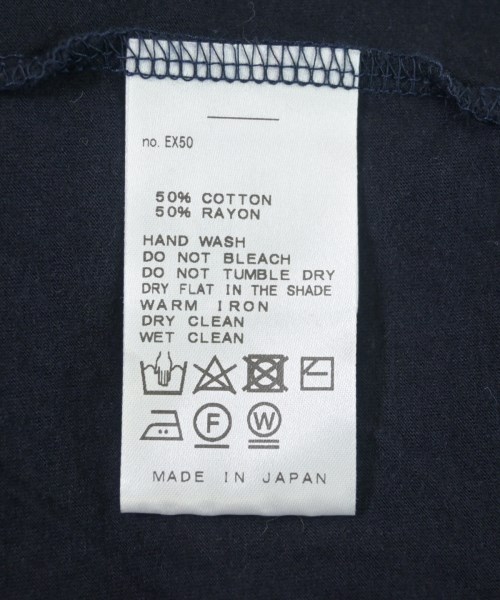 no. EX50
50% COTTON
50% RAYON
HAND WASH
DO NOT BLEACH
DO NOT TUMBLE DRY
DRY FLAT IN THE SHADE
WARM IRON
DRY CLEAN
WET CLEAN
F W
MADE IN JAPAN